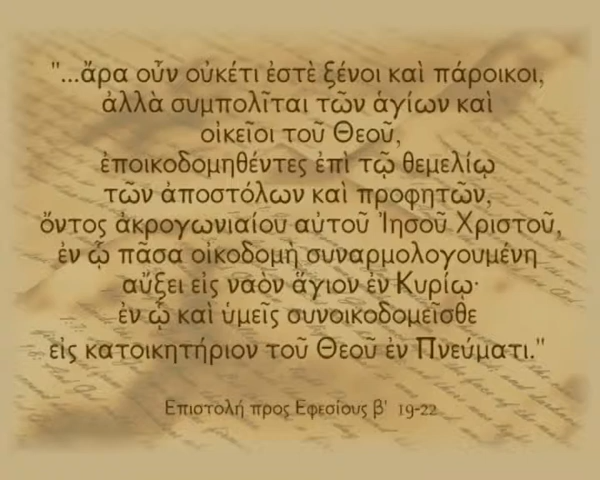 "...ἄρα οὖν οὐκέτι ἐστὲ ξένοι καὶ πάροικοι,
ἀλλὰ συμπολῖται τῶν ἁγίων καὶ
οἰκεῖοι τοῦ Θεοῦ,
ἐποικοδομηθέντες ἐπὶ τῷ θεμελίῳ
τῶν ἀποστόλων καὶ προφητῶν,
ὄντος ἀκρογωνιαίου αὐτοῦ Ἰησοῦ Χριστοῦ,
ἐν ᾧ πᾶσα οἰκοδομὴ συναρμολογουμένη
αὔξει εἰς ναὸν ἅγιον ἐν Κυρίῳ·
ἐν ᾧ καὶ ὑμεῖς συνοικοδομεῖσθε
εἰς κατοικητήριον τοῦ Θεοῦ ἐν Πνεύματι."
Επιστολή προς Εφεσίους β' 19-22